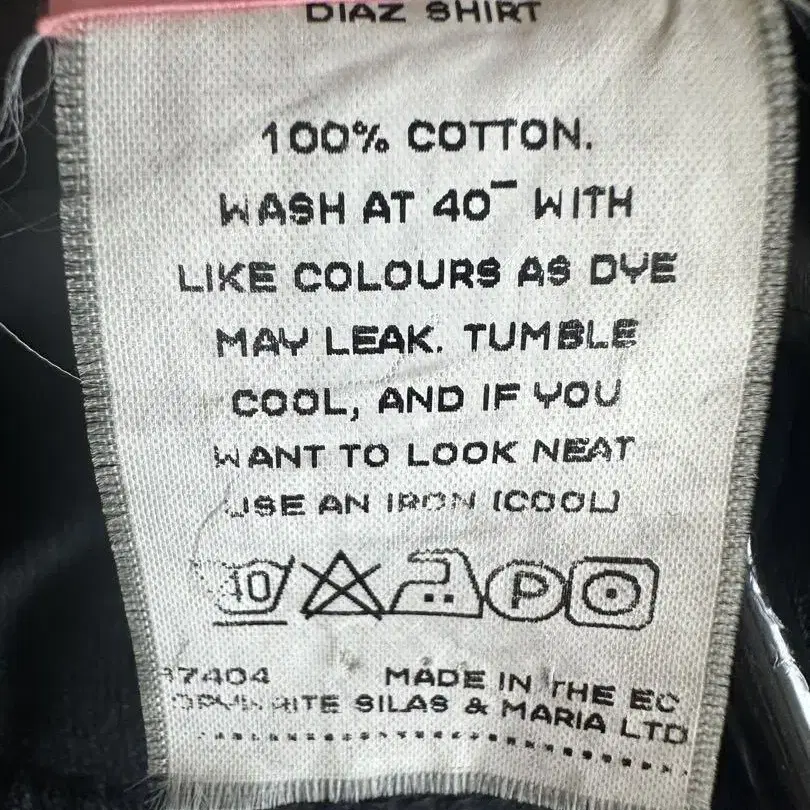 DIAZ SHIRT
100% COTTON.
WASH AT 40‾ WITH
LIKE COLOURS AS DYE
MAY LEAK. TUMBLE
COOL, AND IF YOU
WANT TO LOOK NEAT
USE AN IRON (COOL)
40 P
37404 MADE IN THE EC
SILAS & MARIA LTD